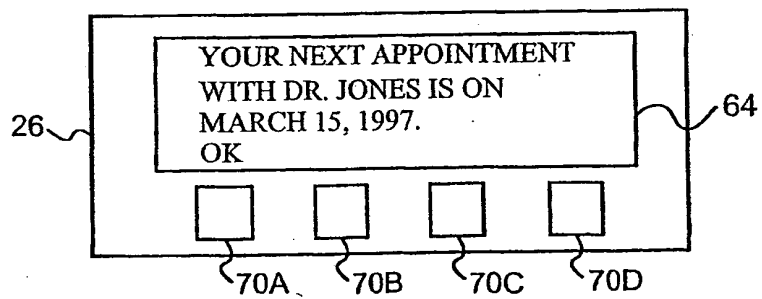 YOUR NEXT APPOINTMENT
WITH DR. JONES IS ON
MARCH 15, 1997.
OK
26
64
70A
70B
70C
70D